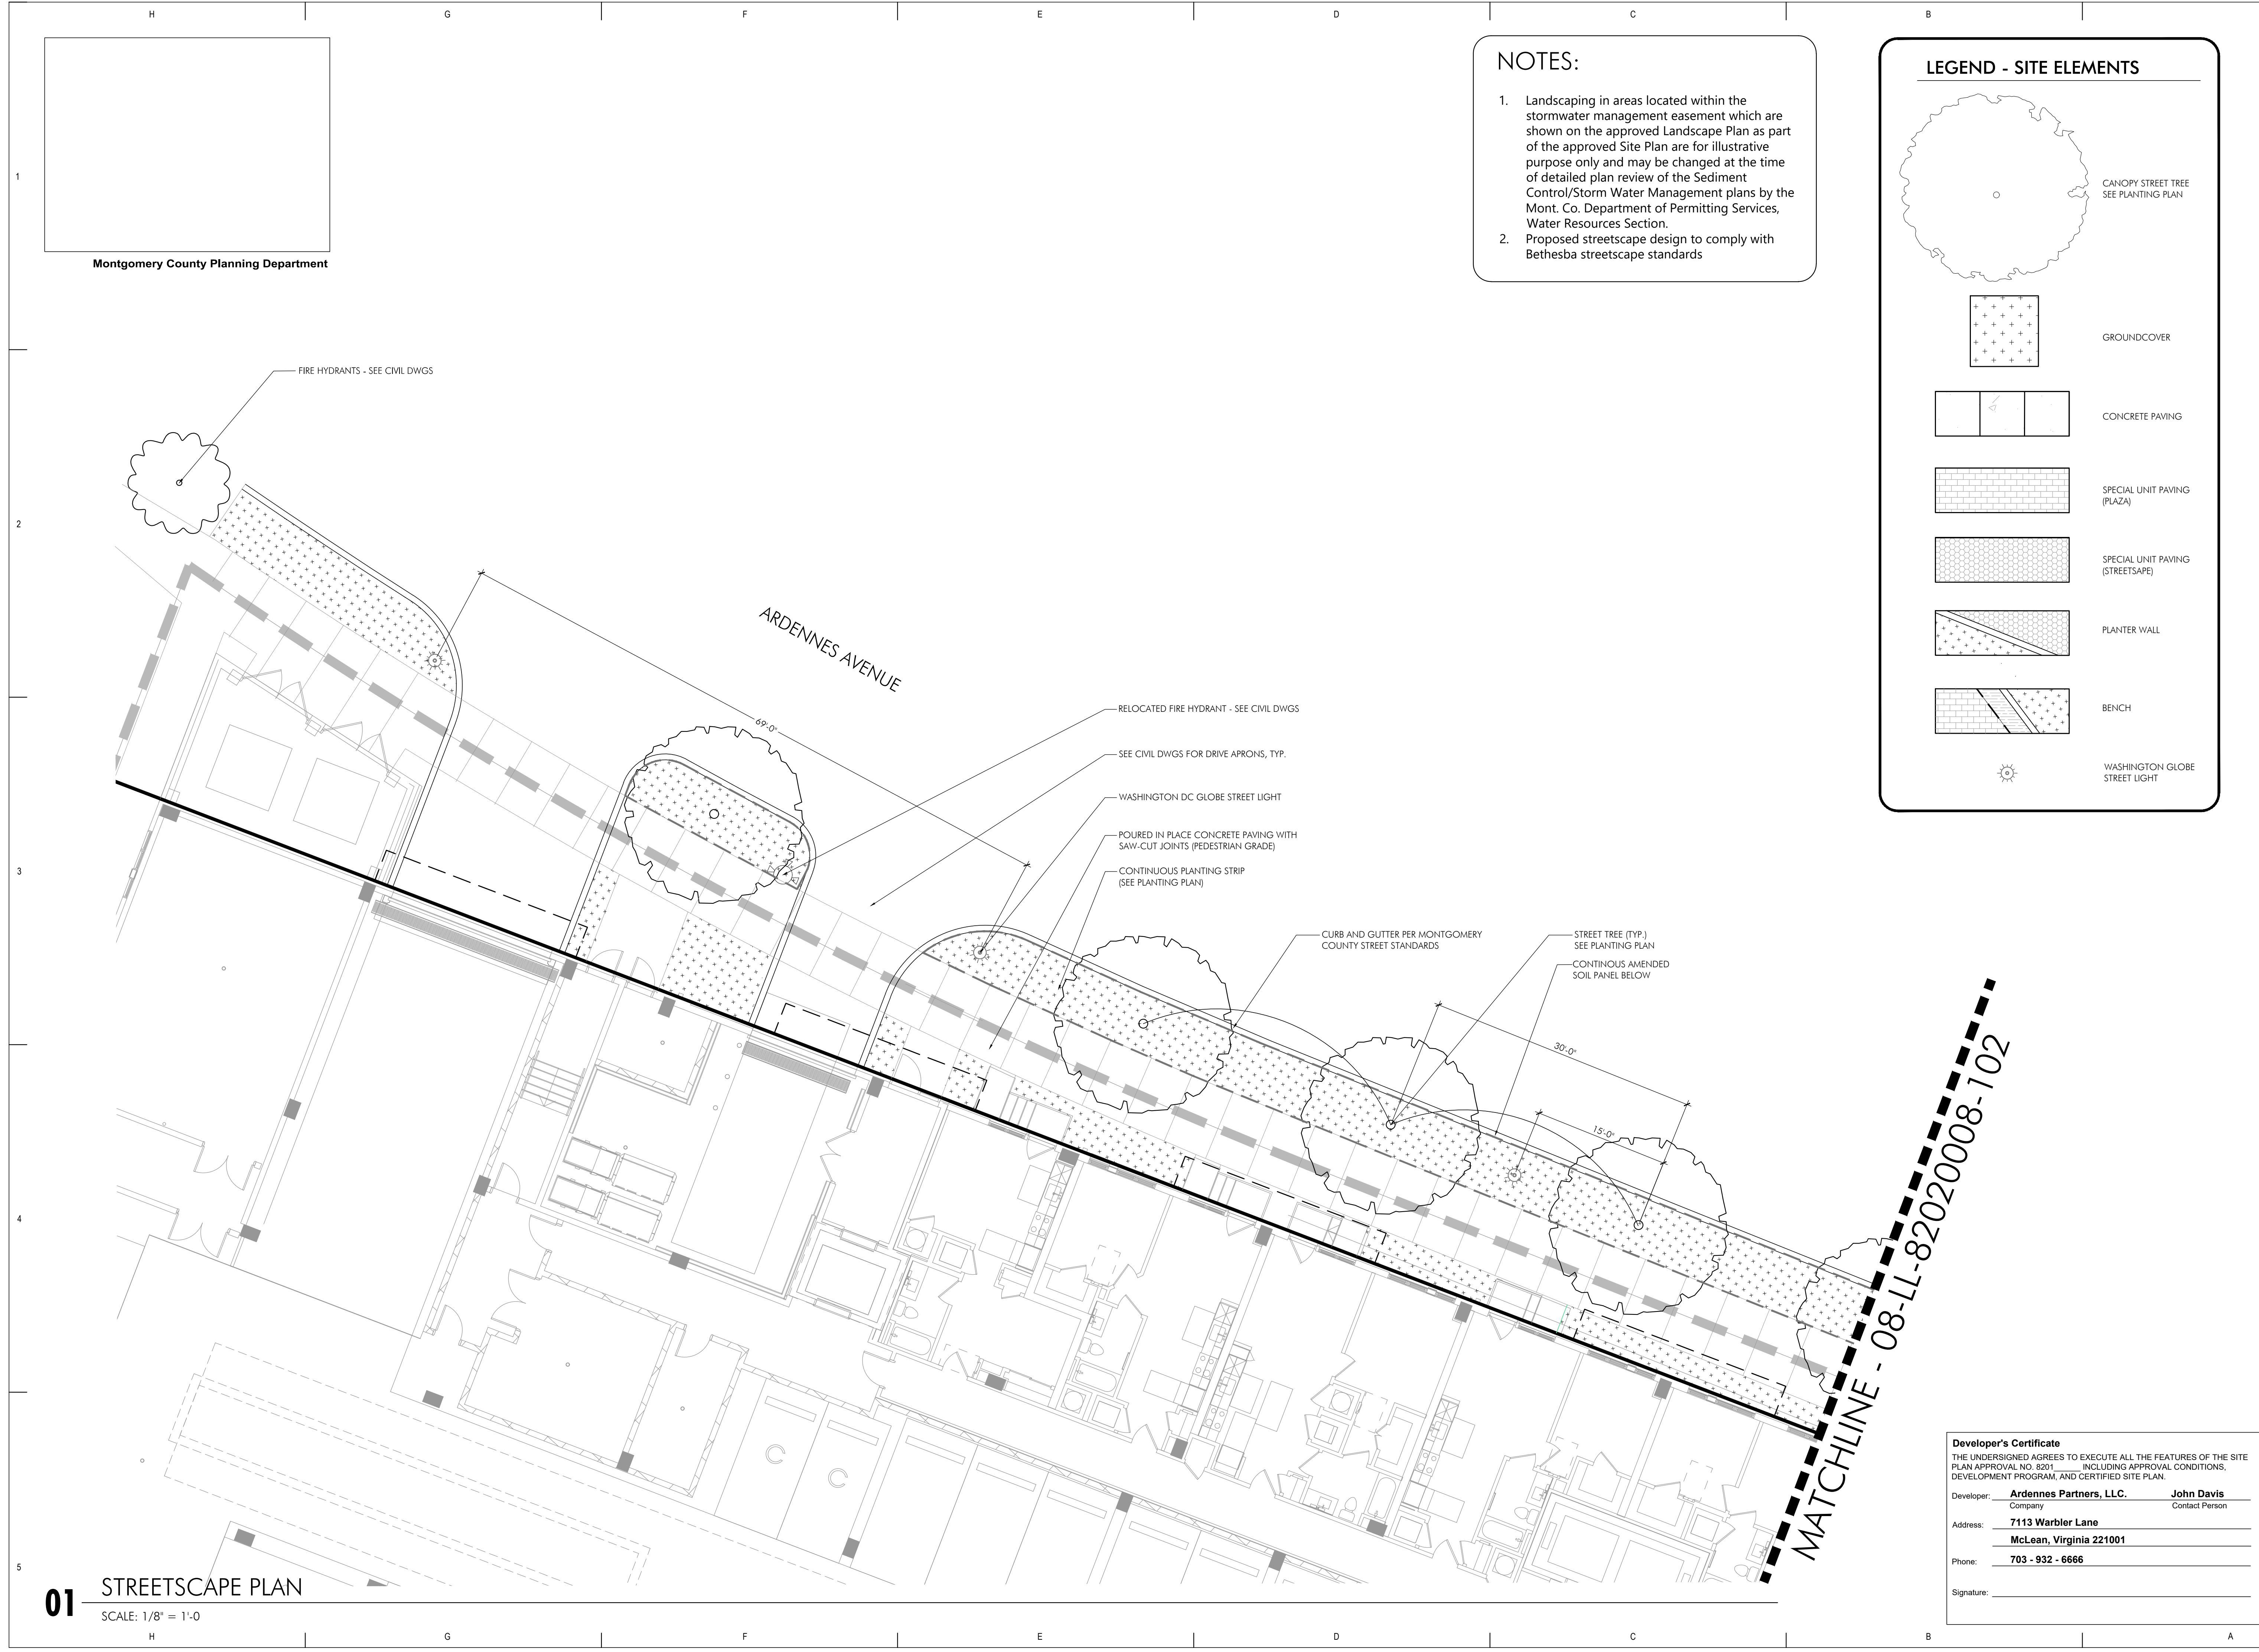 H G F E D C B
NOTES:
1. Landscaping in areas located within the
stormwater management easement which are
shown on the approved Landscape Plan as part
of the approved Site Plan are for illustrative
purpose only and may be changed at the time
of detailed plan review of the Sediment
Control/Storm Water Management plans by the
Mont. Co. Department of Permitting Services,
Water Resources Section.
2. Proposed streetscape design to comply with
Bethesba streetscape standards
LEGEND - SITE ELEMENTS
CANOPY STREET TREE
SEE PLANTING PLAN
GROUNDCOVER
CONCRETE PAVING
SPECIAL UNIT PAVING
(PLAZA)
SPECIAL UNIT PAVING
(STREETSAPE)
PLANTER WALL
BENCH
WASHINGTON GLOBE
STREET LIGHT
1
Montgomery County Planning Department
FIRE HYDRANTS - SEE CIVIL DWGS
2
ARDENNES AVENUE
69'-0"
RELOCATED FIRE HYDRANT - SEE CIVIL DWGS
SEE CIVIL DWGS FOR DRIVE APRONS, TYP.
WASHINGTON DC GLOBE STREET LIGHT
POURED IN PLACE CONCRETE PAVING WITH
SAW-CUT JOINTS (PEDESTRIAN GRADE)
CONTINUOUS PLANTING STRIP
(SEE PLANTING PLAN)
3
CURB AND GUTTER PER MONTGOMERY
COUNTY STREET STANDARDS
STREET TREE (TYP.)
SEE PLANTING PLAN
CONTINOUS AMENDED
SOIL PANEL BELOW
30'-0"
15'-0"
MATCHLINE - 08-LL-82020008-102
4
C
C
5
01
STREETSCAPE PLAN
SCALE: 1/8" = 1'-0
Developer's Certificate
THE UNDERSIGNED AGREES TO EXECUTE ALL THE FEATURES OF THE SITE
PLAN APPROVAL NO. 8201______ INCLUDING APPROVAL CONDITIONS,
DEVELOPMENT PROGRAM, AND CERTIFIED SITE PLAN.
Developer: Ardennes Partners, LLC. John Davis
Company Contact Person
Address: 7113 Warbler Lane
McLean, Virginia 221001
Phone: 703 - 932 - 6666
Signature:
H G F E D C B A